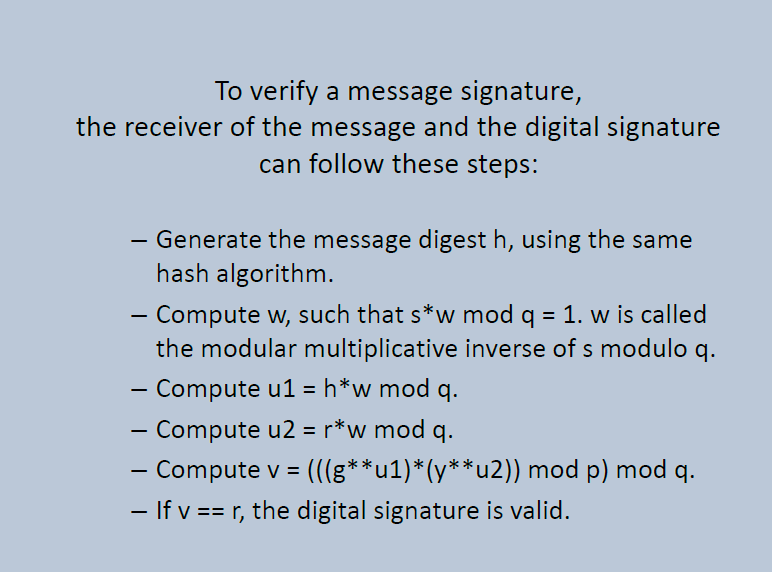 To verify a message signature,
the receiver of the message and the digital signature
can follow these steps:
– Generate the message digest h, using the same
hash algorithm.
– Compute w, such that s*w mod q = 1. w is called
the modular multiplicative inverse of s modulo q.
– Compute u1 = h*w mod q.
– Compute u2 = r*w mod q.
– Compute v = (((g**u1)*(y**u2)) mod p) mod q.
– If v == r, the digital signature is valid.